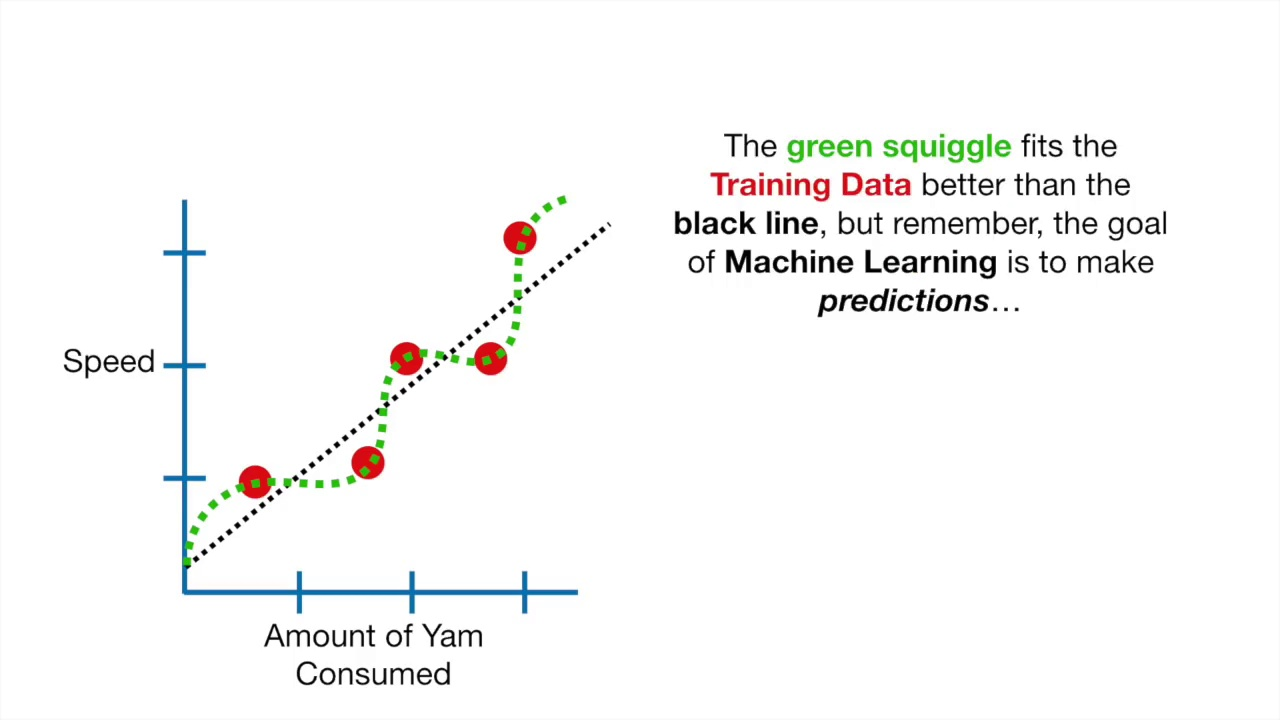 The green squiggle fits the
Training Data better than the
black line, but remember, the goal
of Machine Learning is to make
predictions…
Speed
Amount of Yam
Consumed